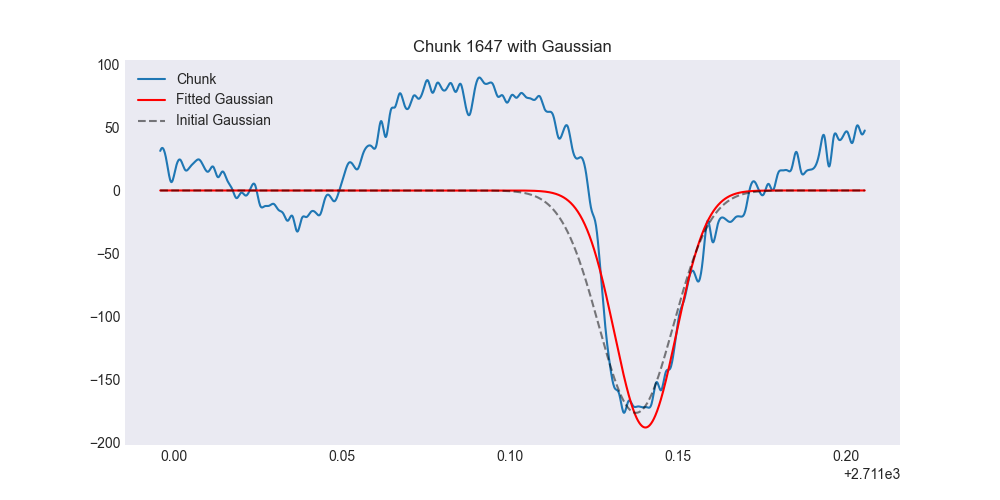 Chunk 1647 with Gaussian
Chunk
Fitted Gaussian
Initial Gaussian
100
50
0
−50
−100
−150
−200
0.00 0.05 0.10 0.15 0.20
+2.711e3